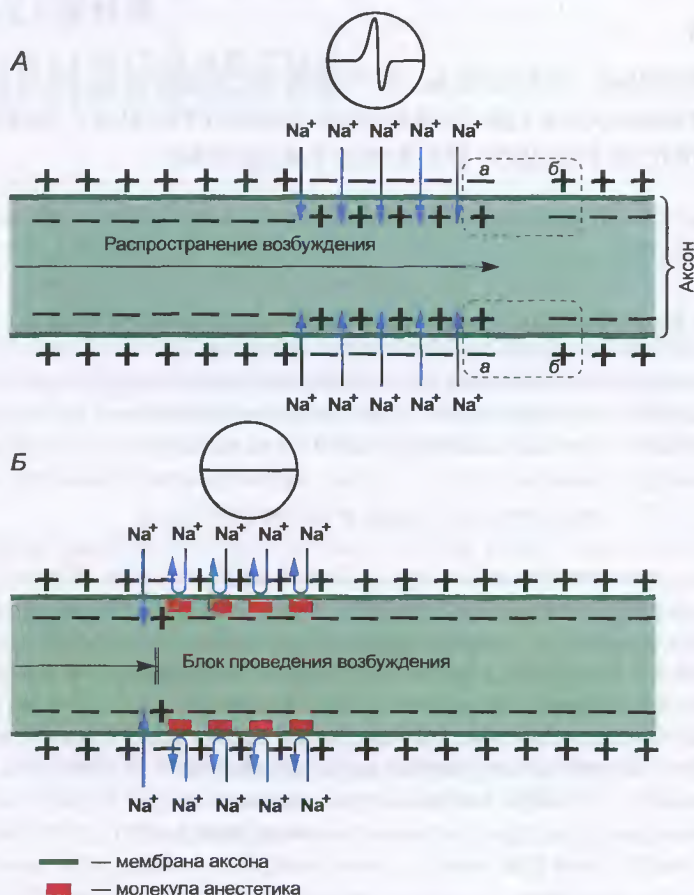 А
Na⁺ Na⁺ Na⁺ Na⁺ Na⁺
+ + + + + + + — — — — — а б + + +
— — — — — — — + + + + + — —
Распространение возбуждения
Аксон
— — — — — — — + + + + + — —
+ + + + + + + — — — — — а б + + +
Na⁺ Na⁺ Na⁺ Na⁺ Na⁺
Б
Na⁺ Na⁺ Na⁺ Na⁺ Na⁺
Блок проведения возбуждения
Na⁺ Na⁺ Na⁺ Na⁺ Na⁺
— мембрана аксона
— молекула анестетика